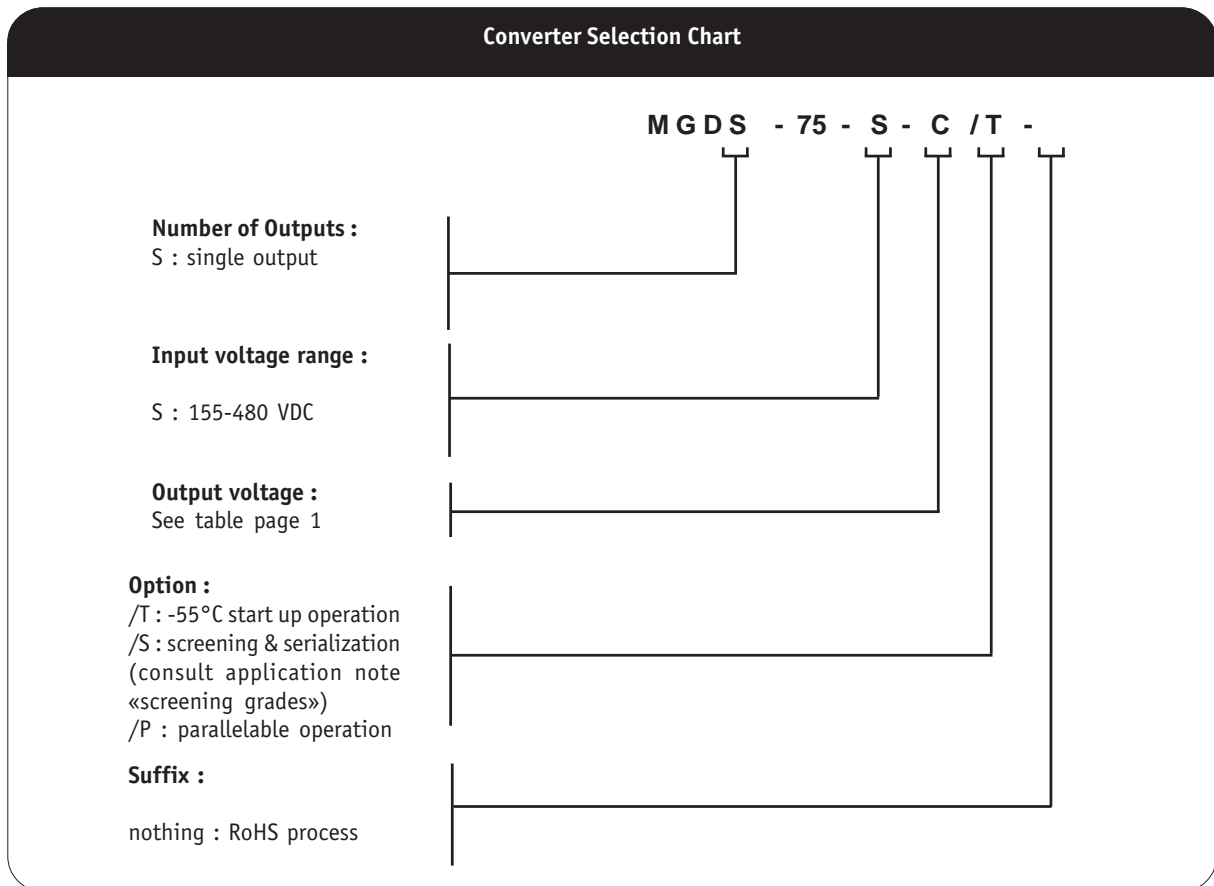 Converter Selection Chart
MGDS - 75 - S - C /T -
Number of Outputs :
S : single output
Input voltage range :
S : 155-480 VDC
Output voltage :
See table page 1
Option :
/T : -55°C start up operation
/S : screening & serialization
(consult application note
«screening grades»)
/P : parallelable operation
Suffix :
nothing : RoHS process